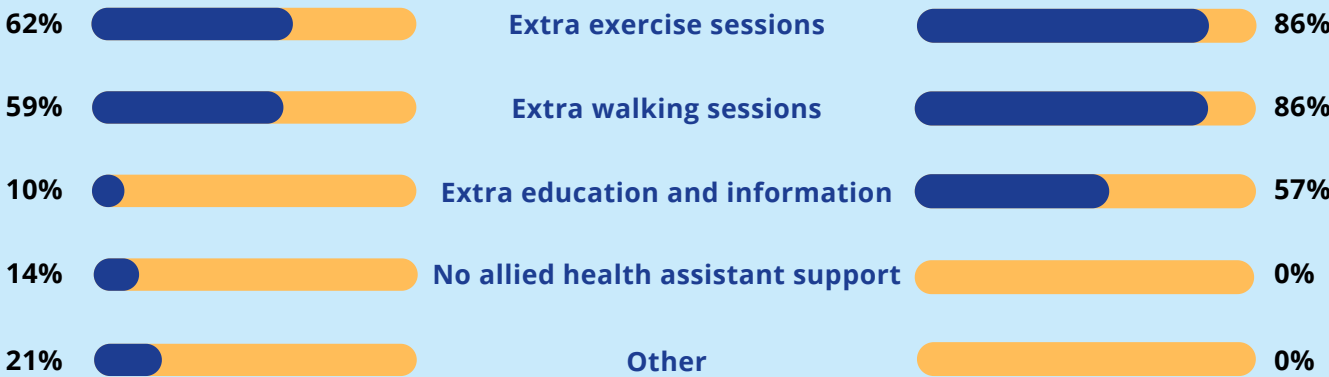 62% Extra exercise sessions 86%
59% Extra walking sessions 86%
10% Extra education and information 57%
14% No allied health assistant support 0%
21% Other 0%